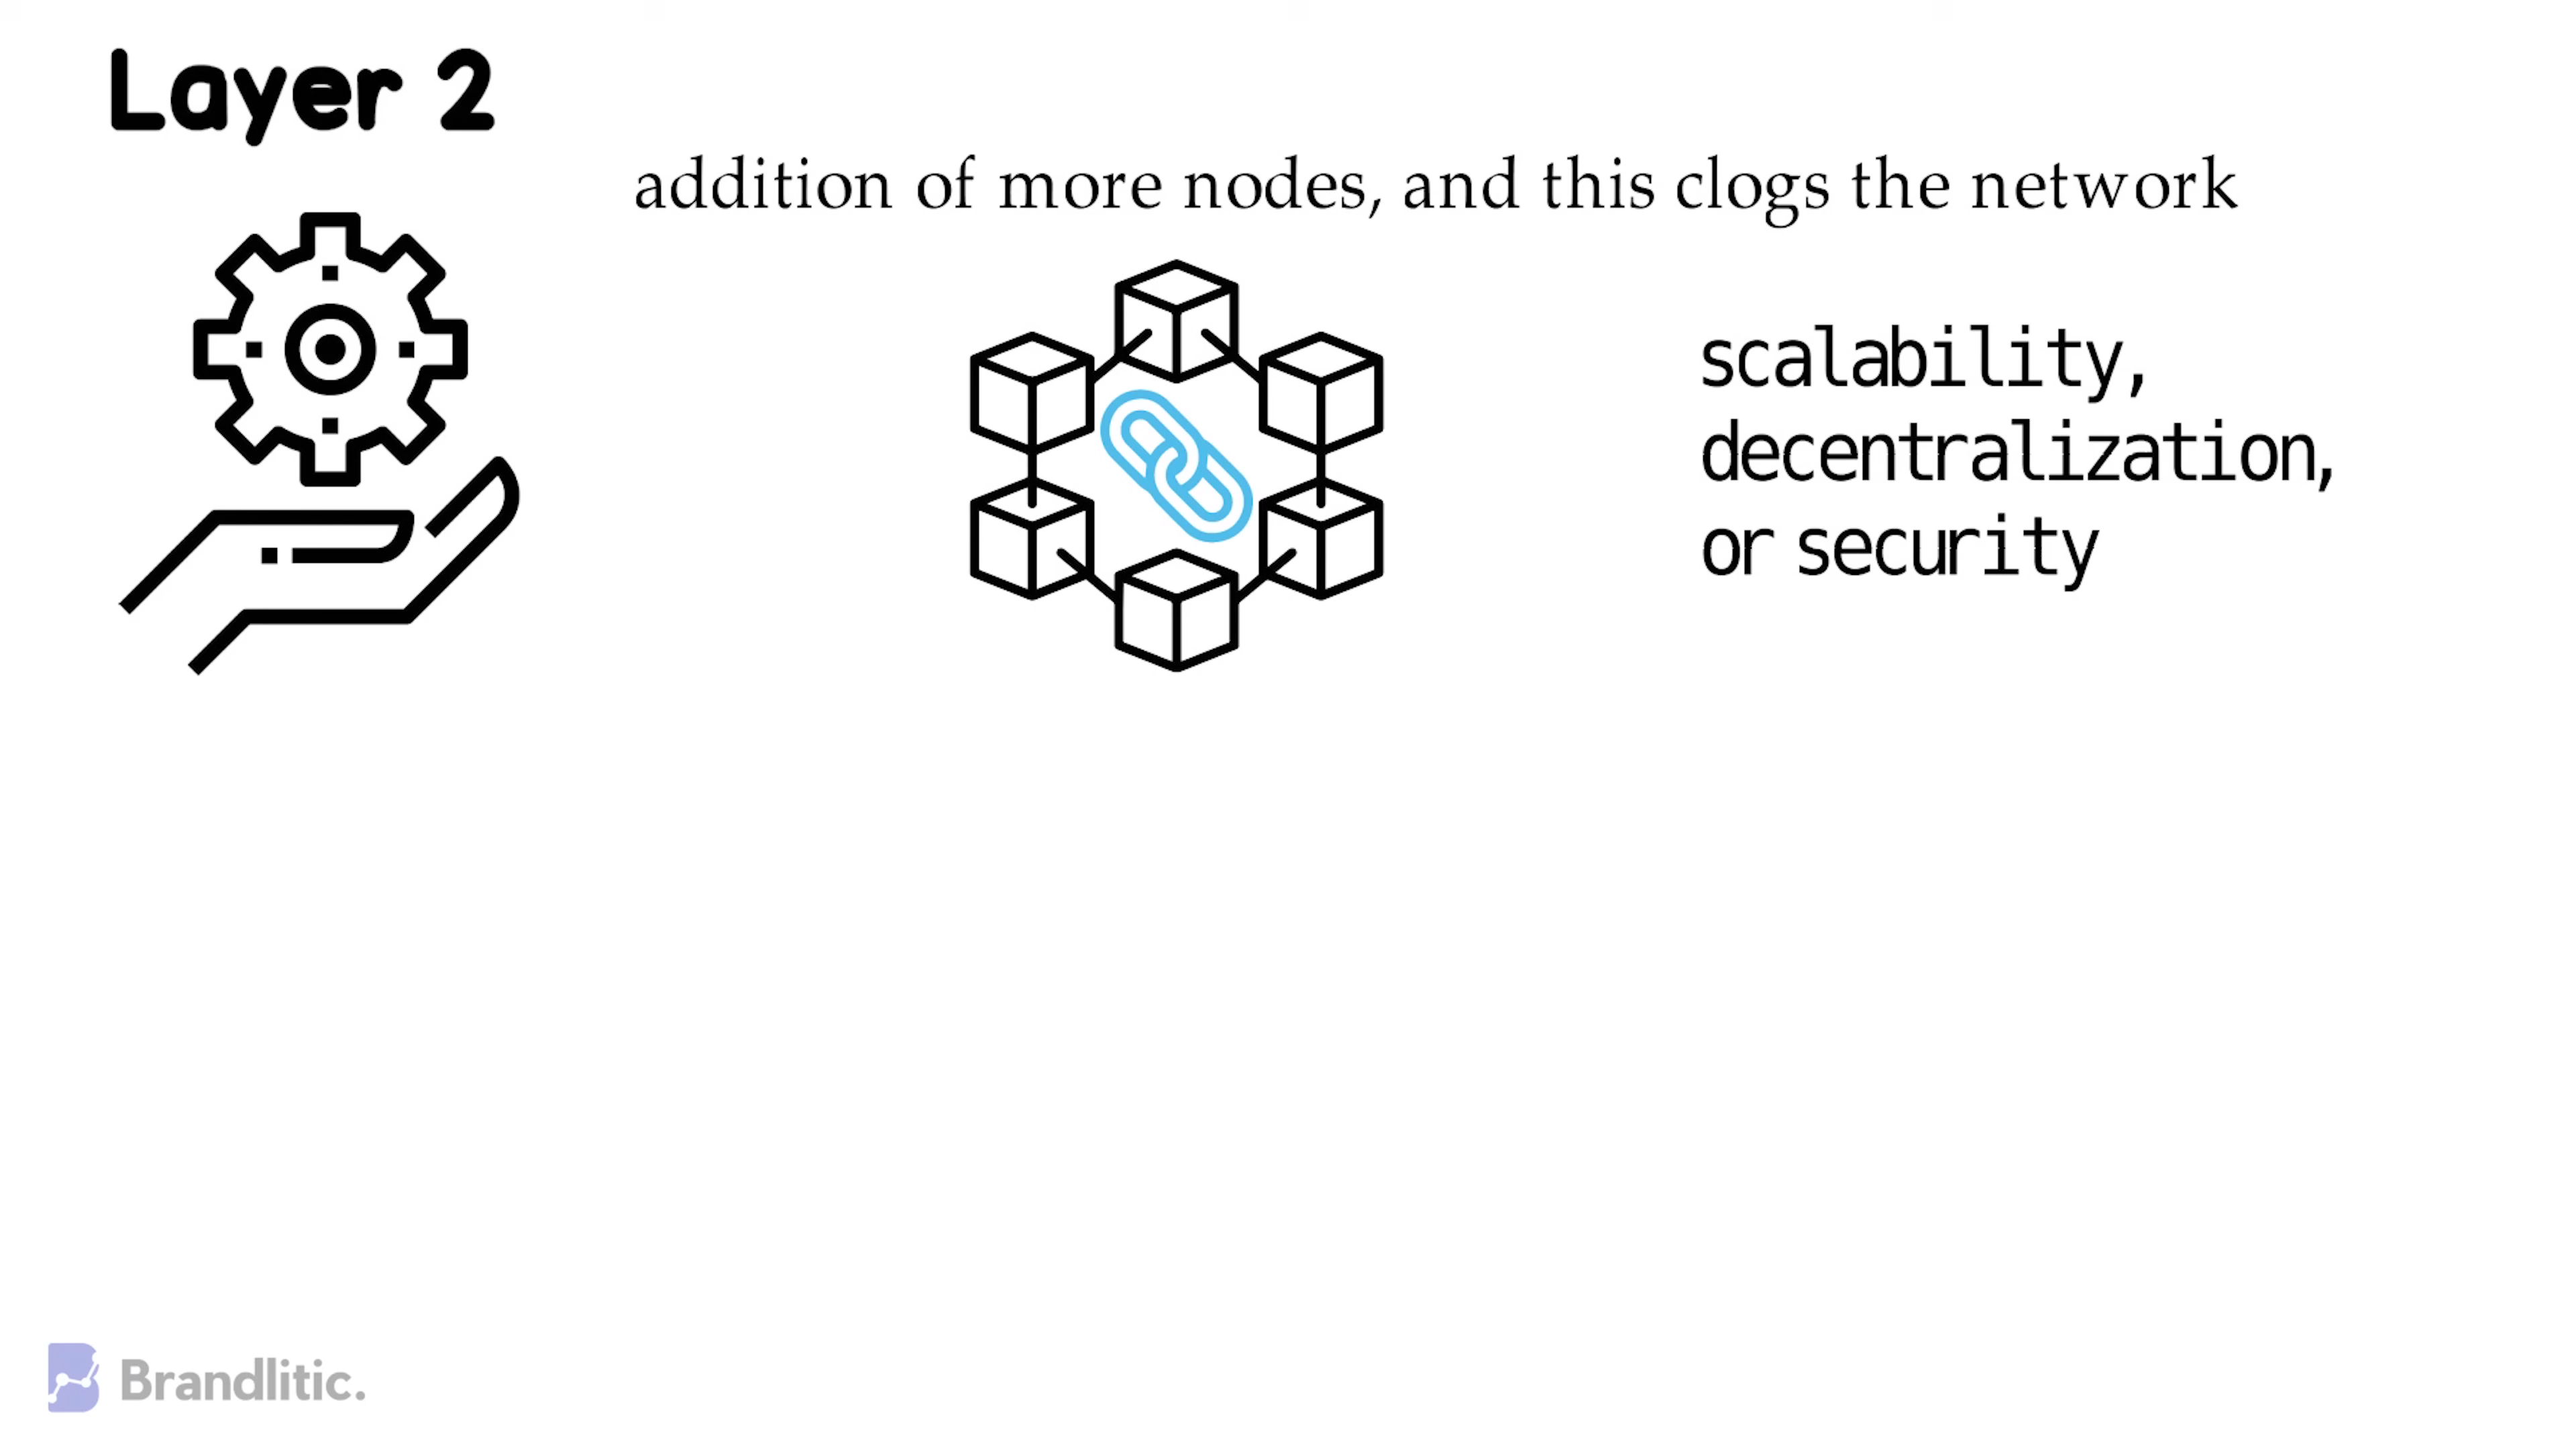 Layer 2
addition of more nodes, and this clogs the network
scalability,
decentralization,
or security
Brandlitic.